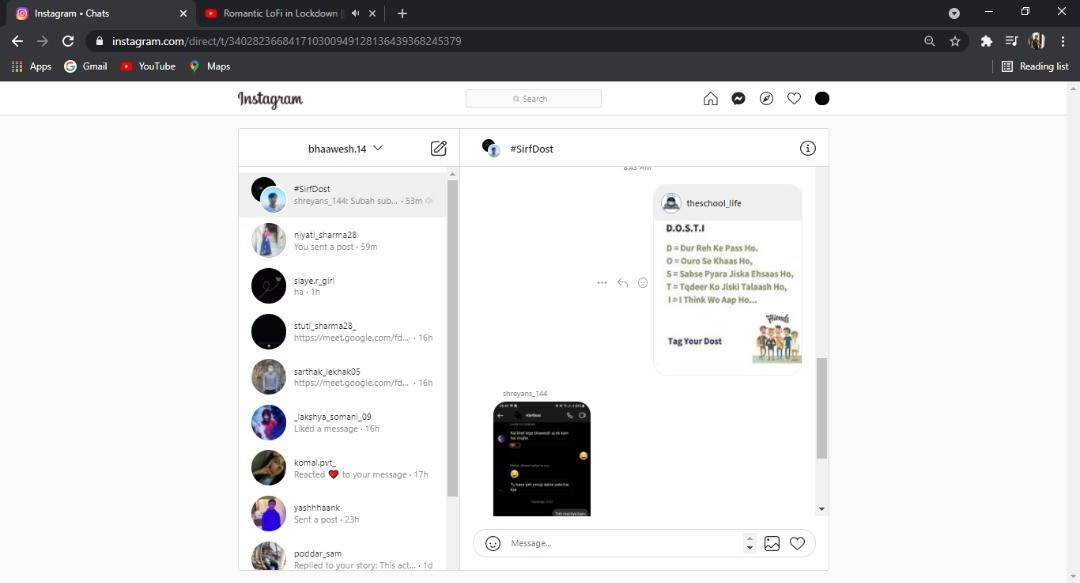 Instagram • Chats
Romantic LoFi in Lockdown
instagram.com/direct/t/340282366841710300949128136439368245379
Apps
Gmail
YouTube
Maps
Reading list
Instagram
Search
bhaawesh.14
#SirfDost
shreyans_144: Subah sub... · 53m
niyati_sharma28
You sent a post · 59m
siaye.r_girl
ha · 1h
stuti_sharma28_
https://meet.google.com/fd... · 16h
sarthak_lekhak05
https://meet.google.com/fd... · 16h
_lakshya_somani_09
Liked a message · 16h
komal.pvt_
Reacted ❤️ to your message · 17h
yashhhaank
Sent a post · 23h
poddar_sam
Replied to your story: This act... · 1d
#SirfDost
8:43 AM
theschool_life
D.O.S.T.I
D = Dur Reh Ke Pass Ho.
O = Ouro Se Khaas Ho,
S = Sabse Pyara Jiska Ehsaas Ho,
T = Tqdeer Ko Jiski Talaash Ho,
I = I Think Wo Aap Ho...
Friends
Tag Your Dost
shreyans_144
#SirfDost
Message...